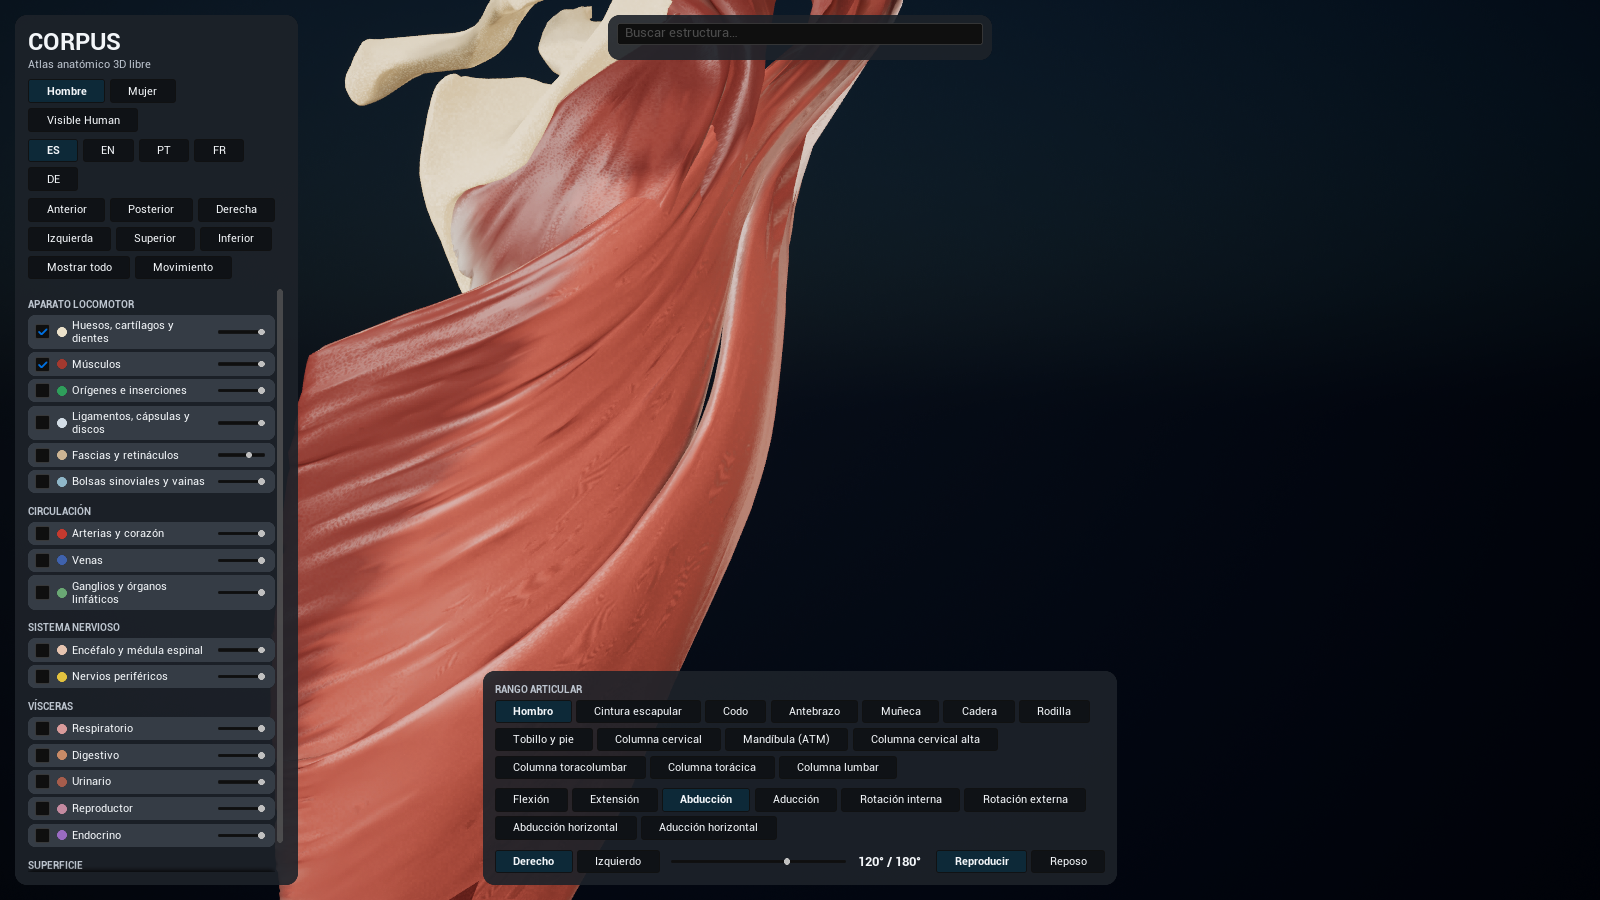 CORPUS
Atlas anatómico 3D libre
Hombre Mujer
Visible Human
ES EN PT FR
DE
Anterior Posterior Derecha
Izquierda Superior Inferior
Mostrar todo Movimiento
APARATO LOCOMOTOR
Huesos, cartílagos y
dientes
Músculos
Orígenes e inserciones
Ligamentos, cápsulas y
discos
Fascias y retináculos
Bolsas sinoviales y vainas
CIRCULACIÓN
Arterias y corazón
Venas
Ganglios y órganos
linfáticos
SISTEMA NERVIOSO
Encéfalo y médula espinal
Nervios periféricos
VÍSCERAS
Respiratorio
Digestivo
Urinario
Reproductor
Endocrino
SUPERFICIE
Buscar estructura...
RANGO ARTICULAR
Hombro Cintura escapular Codo Antebrazo Muñeca Cadera Rodilla
Tobillo y pie Columna cervical Mandíbula (ATM) Columna cervical alta
Columna toracolumbar Columna torácica Columna lumbar
Flexión Extensión Abducción Aducción Rotación interna Rotación externa
Abducción horizontal Aducción horizontal
Derecho Izquierdo 120° / 180° Reproducir Reposo